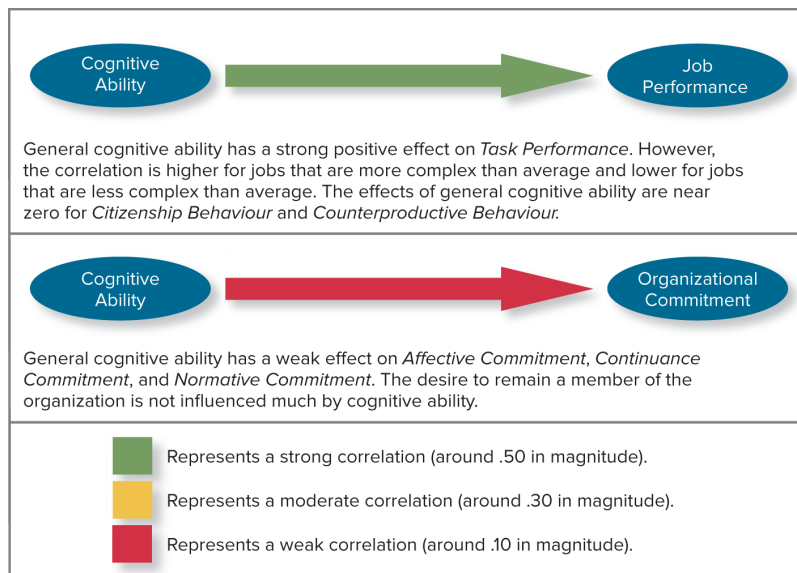 Cognitive
Ability
Job
Performance
General cognitive ability has a strong positive effect on Task Performance. However,
the correlation is higher for jobs that are more complex than average and lower for jobs
that are less complex than average. The effects of general cognitive ability are near
zero for Citizenship Behaviour and Counterproductive Behaviour.
Cognitive
Ability
Organizational
Commitment
General cognitive ability has a weak effect on Affective Commitment, Continuance
Commitment, and Normative Commitment. The desire to remain a member of the
organization is not influenced much by cognitive ability.
Represents a strong correlation (around .50 in magnitude).
Represents a moderate correlation (around .30 in magnitude).
Represents a weak correlation (around .10 in magnitude).